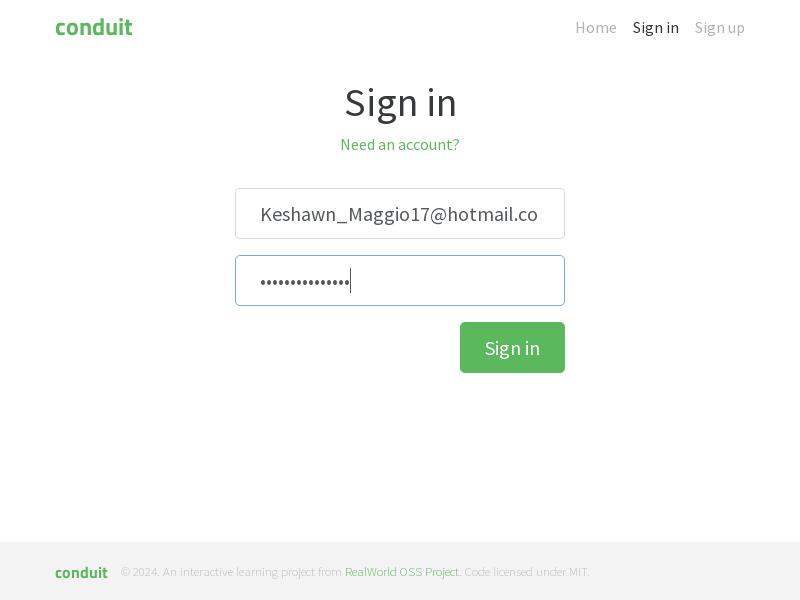 conduit
Home Sign in Sign up
Sign in
Need an account?
Keshawn_Maggio17@hotmail.co
•••••••••••••••
Sign in
conduit © 2024. An interactive learning project from RealWorld OSS Project. Code licensed under MIT.